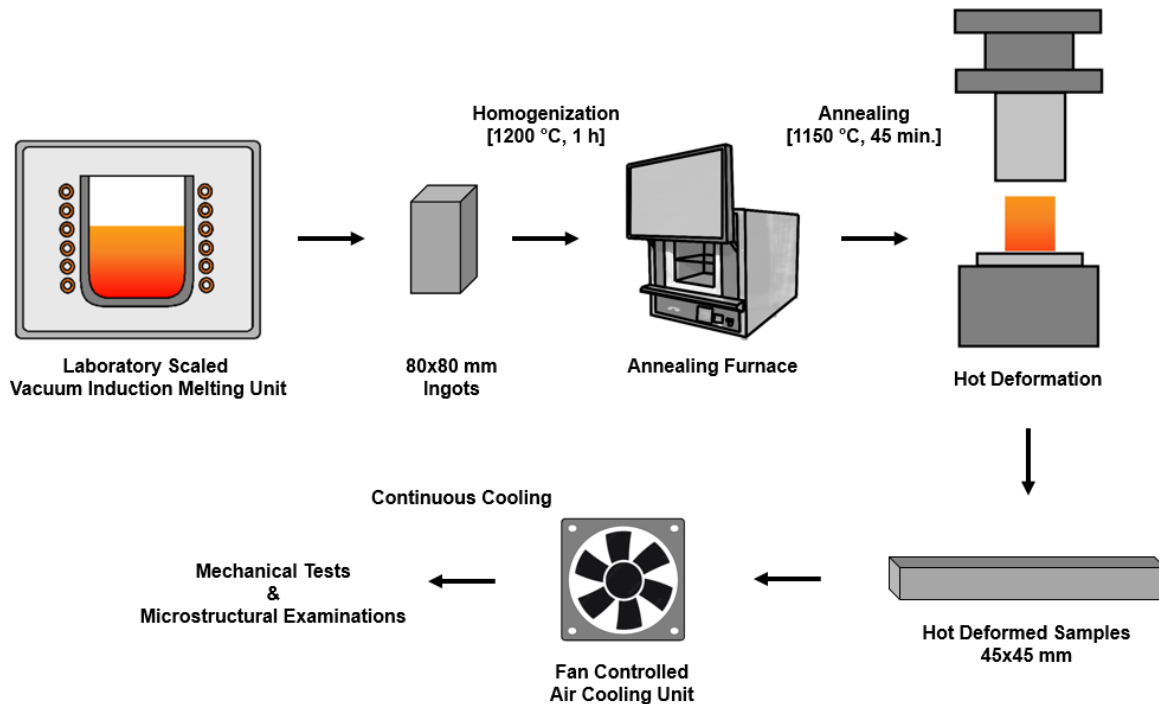 Homogenization
[1200 °C, 1 h]
Annealing
[1150 °C, 45 min.]
Laboratory Scaled
Vacuum Induction Melting Unit
80x80 mm
Ingots
Annealing Furnace
Hot Deformation
Continuous Cooling
Mechanical Tests
&
Microstructural Examinations
Fan Controlled
Air Cooling Unit
Hot Deformed Samples
45x45 mm